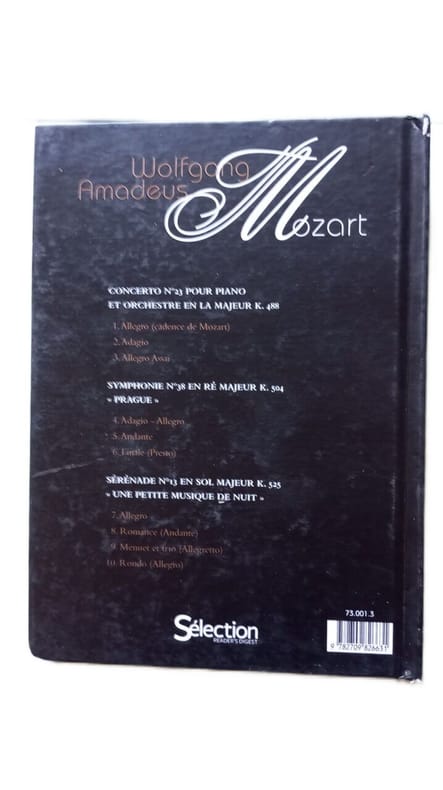 Wolfgang
Amadeus Mozart
CONCERTO N°23 POUR PIANO
ET ORCHESTRE EN LA MAJEUR K. 488
1. Allegro (cadence de Mozart)
2. Adagio
3. Allegro Assai
SYMPHONIE N°38 EN RÉ MAJEUR K. 504
« PRAGUE »
4. Adagio - Allegro
5. Andante
6. Finale (Presto)
SÉRÉNADE N°13 EN SOL MAJEUR K. 525
« UNE PETITE MUSIQUE DE NUIT »
7. Allegro
8. Romance (Andante)
9. Menuet et trio (Allegretto)
10. Rondo (Allegro)
73.001.3
Sélection
READER'S DIGEST
9 782709 826631